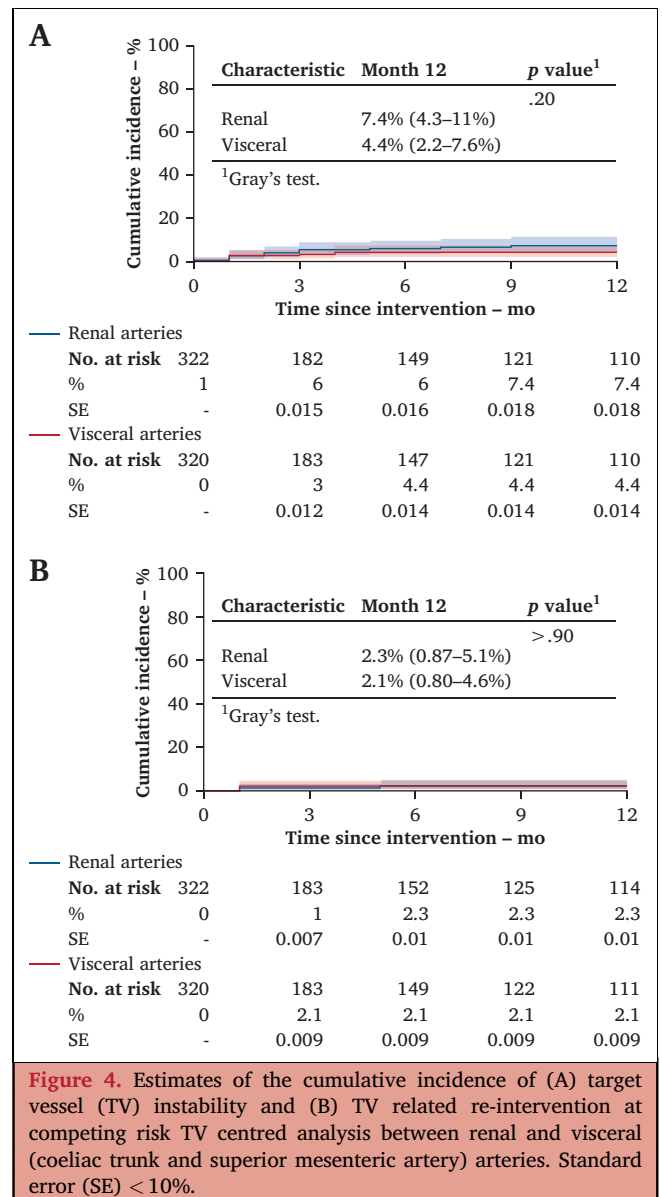 A
Cumulative incidence – %
100
80
60
40
20
0
Characteristic Month 12 p value¹
.20
Renal 7.4% (4.3–11%)
Visceral 4.4% (2.2–7.6%)
¹Gray's test.
0 3 6 9 12
Time since intervention – mo
Renal arteries
No. at risk 322 182 149 121 110
% 1 6 6 7.4 7.4
SE - 0.015 0.016 0.018 0.018
Visceral arteries
No. at risk 320 183 147 121 110
% 0 3 4.4 4.4 4.4
SE - 0.012 0.014 0.014 0.014
B
Cumulative incidence – %
100
80
60
40
20
0
Characteristic Month 12 p value¹
>.90
Renal 2.3% (0.87–5.1%)
Visceral 2.1% (0.80–4.6%)
¹Gray's test.
0 3 6 9 12
Time since intervention – mo
Renal arteries
No. at risk 322 183 152 125 114
% 0 1 2.3 2.3 2.3
SE - 0.007 0.01 0.01 0.01
Visceral arteries
No. at risk 320 183 149 122 111
% 0 2.1 2.1 2.1 2.1
SE - 0.009 0.009 0.009 0.009
Figure 4. Estimates of the cumulative incidence of (A) target
vessel (TV) instability and (B) TV related re-intervention at
competing risk TV centred analysis between renal and visceral
(coeliac trunk and superior mesenteric artery) arteries. Standard
error (SE) <10%.